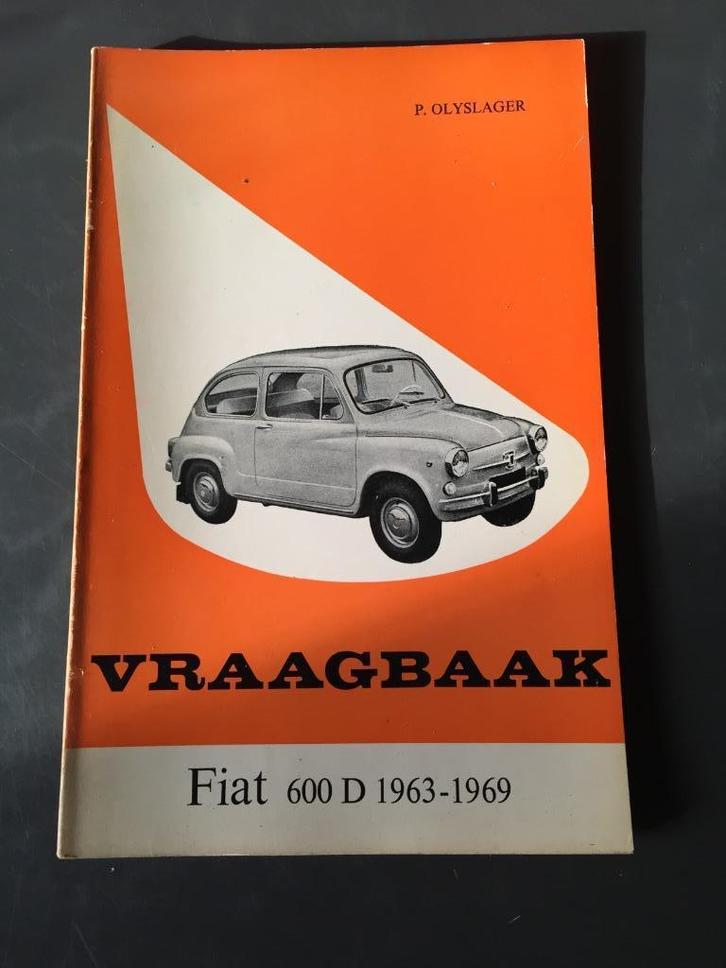 P. OLYSLAGER
VRAAGBAAK
Fiat 600 D 1963-1969